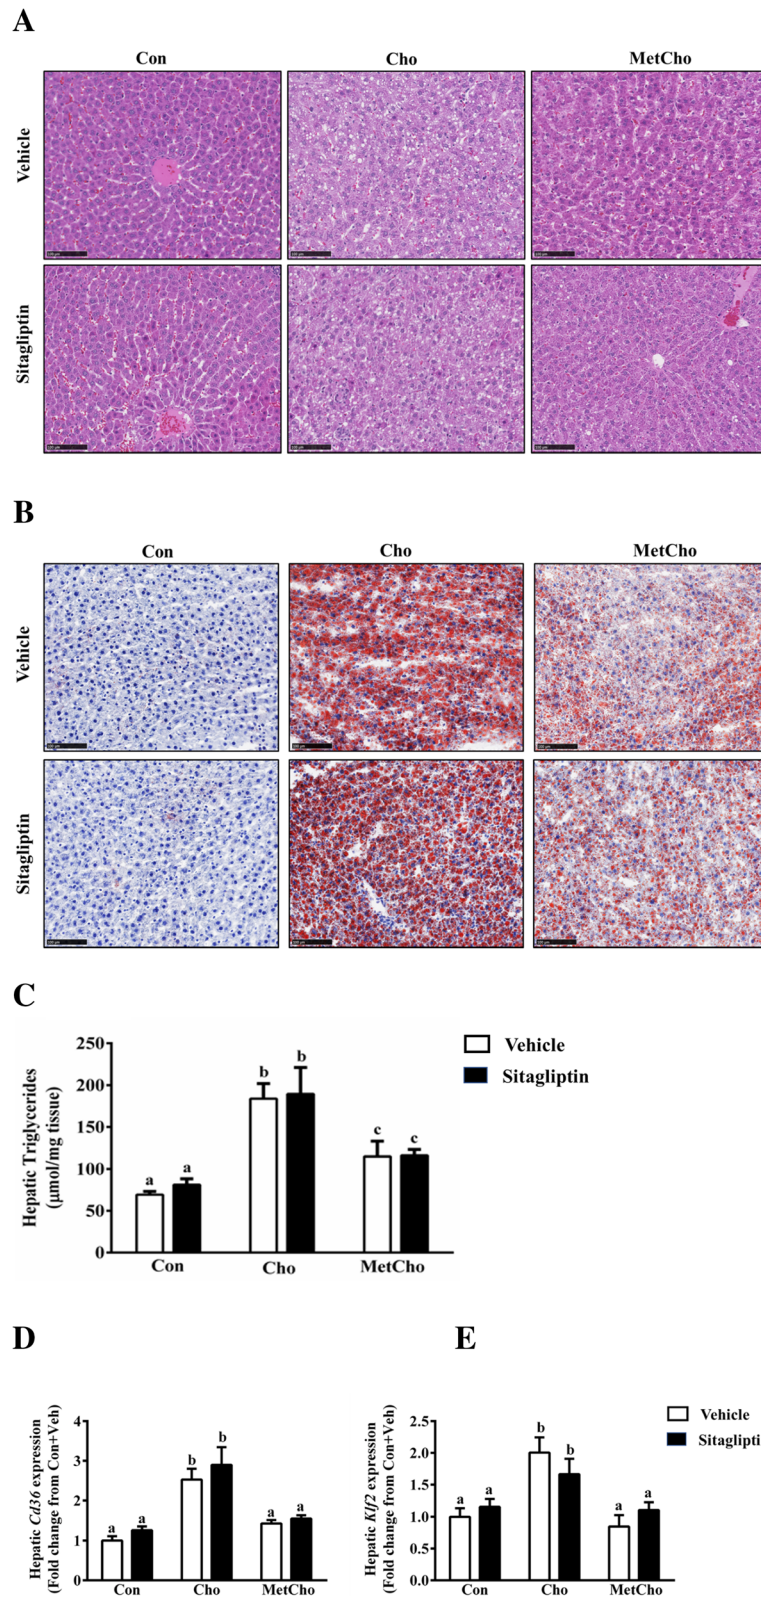 A
Con Cho MetCho
Vehicle
Sitagliptin
B
Con Cho MetCho
Vehicle
Sitagliptin
C
Hepatic Triglycerides
(μmol/mg tissue)
250
200
150
100
50
0
a a b b c c
Con Cho MetCho
Vehicle
Sitagliptin
D
Hepatic Cd36 expression
(Fold change from Con+Veh)
4
3
2
1
0
a a b b a a
Con Cho MetCho
E
Hepatic Klf2 expression
(Fold change from Con+Veh)
2.5
2.0
1.5
1.0
0.5
0.0
a a b b a a
Con Cho MetCho
Vehicle
Sitaglipti